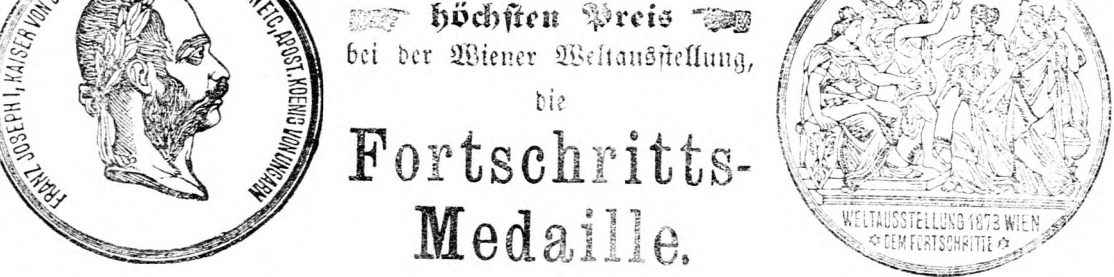 FRANZ JOSEPH I, KAISER VON
APOST. KOENIG VON UNGARN
höchsten Preis
bei der Wiener Weltausstellung,
die
Fortschritts-
Medaille.
WELTAUSSTELLUNG 1873 WIEN
DEM FORTSCHRITTE